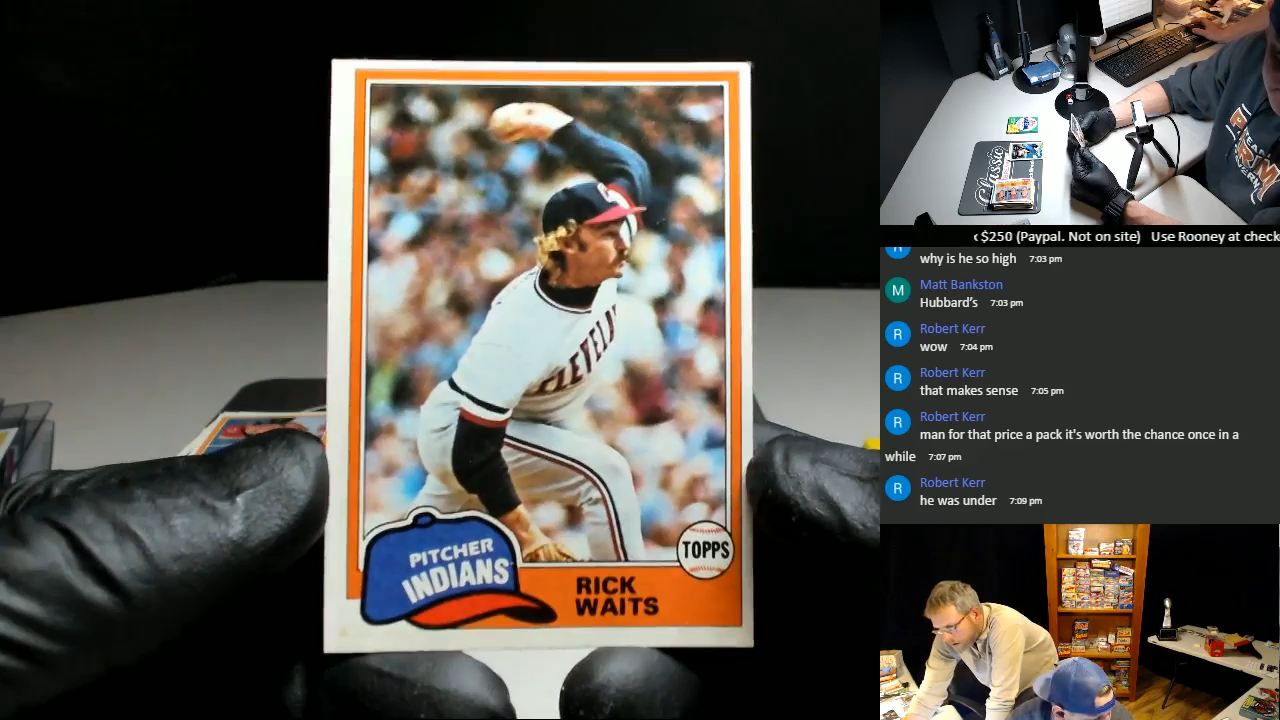 CLEVELA
PITCHER
INDIANS
TOPPS
RICK
WAITS
Classic
$250 (Paypal. Not on site) Use Rooney at check
R
why is he so high 7:03 pm
M
Matt Bankston
Hubbard's 7:03 pm
R
Robert Kerr
wow 7:04 pm
R
Robert Kerr
that makes sense 7:05 pm
R
Robert Kerr
man for that price a pack it's worth the chance once in a
while 7:07 pm
R
Robert Kerr
he was under 7:09 pm